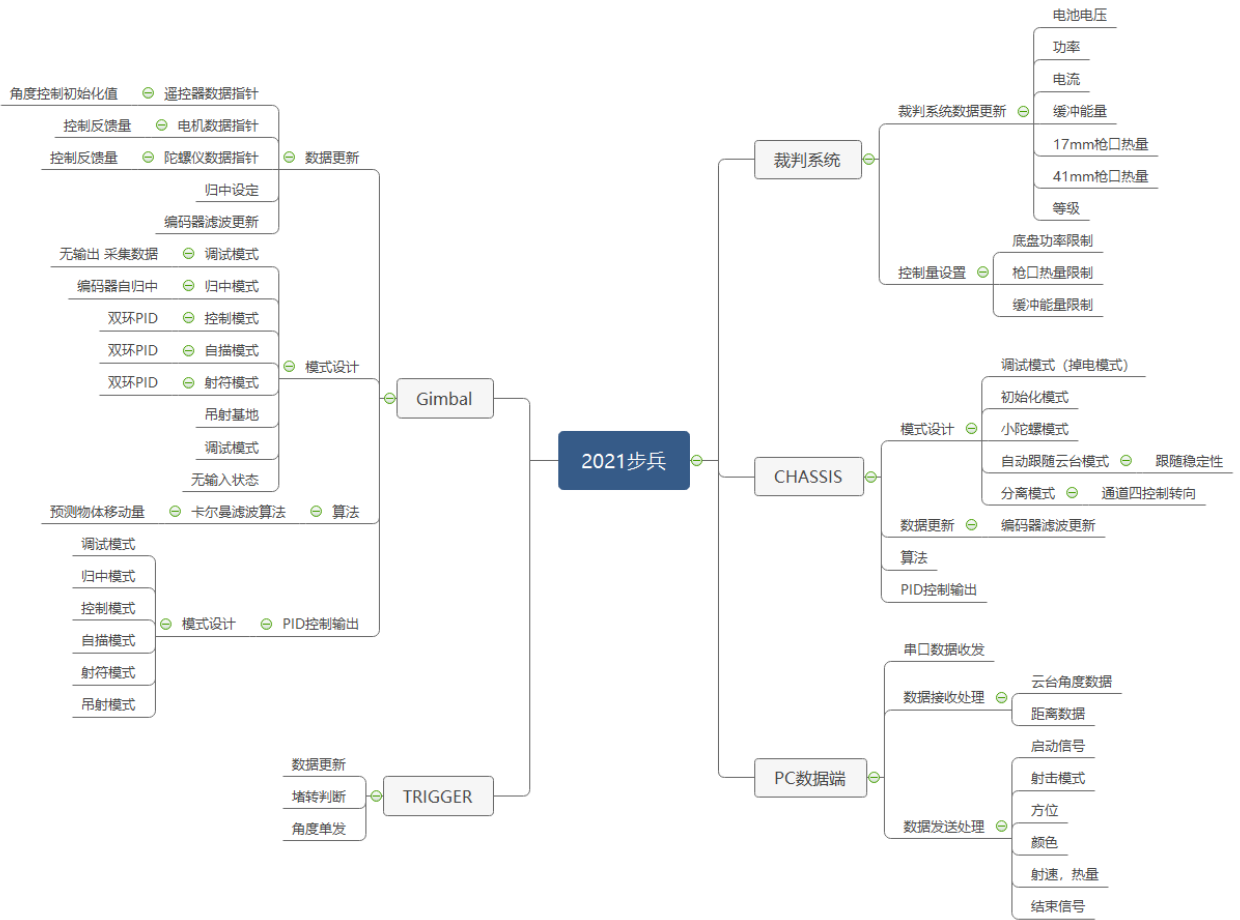 2021步兵
Gimbal
数据更新
遥控器数据指针
角度控制初始化值
电机数据指针
控制反馈量
陀螺仪数据指针
控制反馈量
归中设定
编码器滤波更新
模式设计
调试模式
无输出 采集数据
归中模式
编码器自归中
控制模式
双环PID
自描模式
双环PID
射符模式
双环PID
吊射基地
调试模式
无输入状态
算法
卡尔曼滤波算法
预测物体移动量
PID控制输出
模式设计
调试模式
归中模式
控制模式
自描模式
射符模式
吊射模式
TRIGGER
数据更新
堵转判断
角度单发
裁判系统
裁判系统数据更新
电池电压
功率
电流
缓冲能量
17mm枪口热量
41mm枪口热量
等级
控制量设置
底盘功率限制
枪口热量限制
缓冲能量限制
CHASSIS
模式设计
调试模式（掉电模式）
初始化模式
小陀螺模式
自动跟随云台模式
跟随稳定性
分离模式
通道四控制转向
数据更新
编码器滤波更新
算法
PID控制输出
PC数据端
串口数据收发
数据接收处理
云台角度数据
距离数据
数据发送处理
启动信号
射击模式
方位
颜色
射速，热量
结束信号